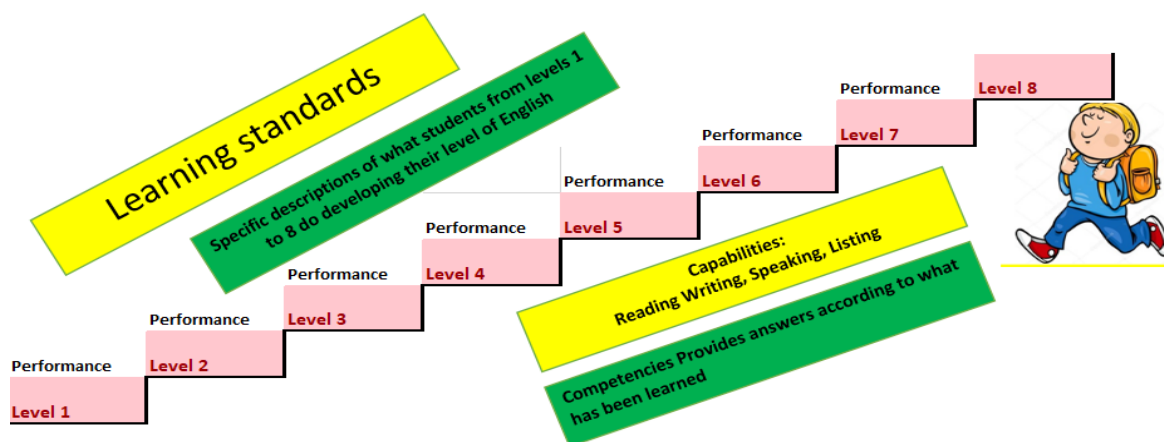 Learning standards
Specific descriptions of what students from levels 1
to 8 do developing their level of English
Performance
Level 1
Performance
Level 2
Performance
Level 3
Performance
Level 4
Performance
Level 5
Performance
Level 6
Performance
Level 7
Level 8
Capabilities:
Reading Writing, Speaking, Listing
Competencies Provides answers according to what
has been learned